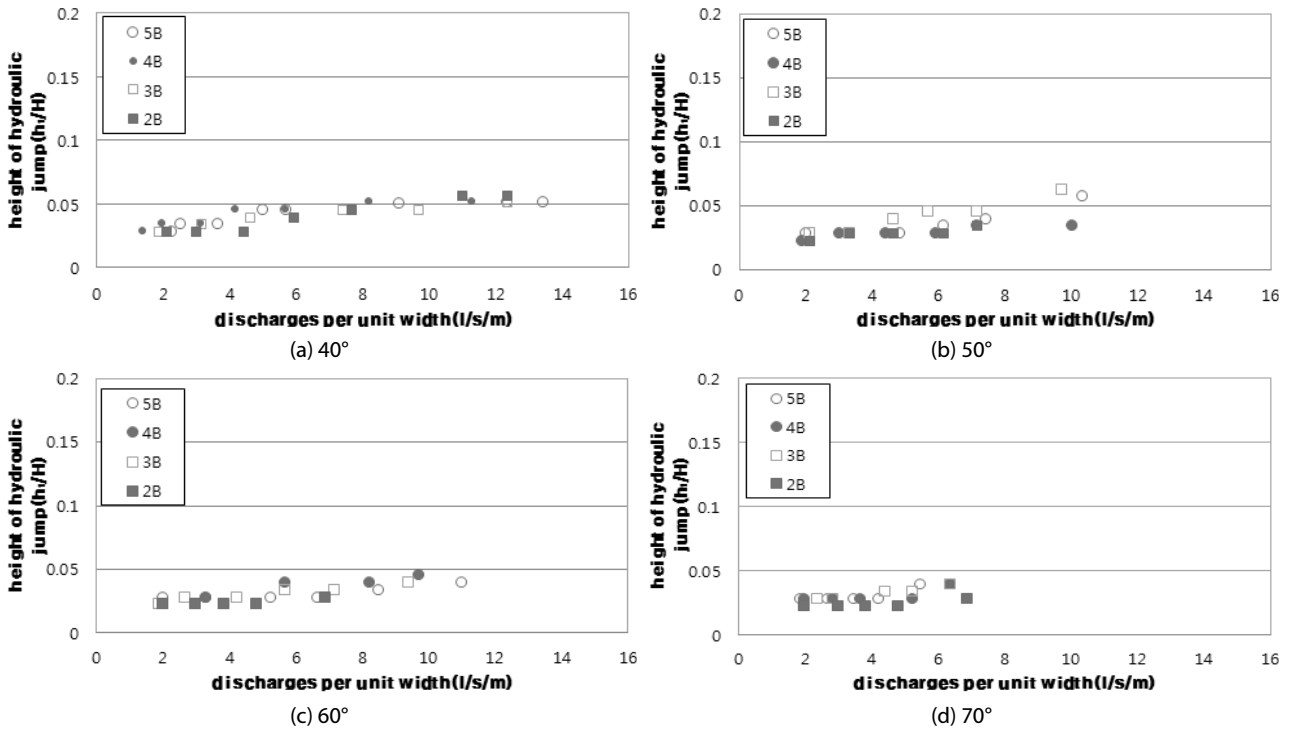 0.2
0.15
0.1
0.05
0
height of hydroulic
jump(h₁/H)
5B
4B
3B
2B
0 2 4 6 8 10 12 14 16
discharges per unit width(l/s/m)
(a) 40°
0.2
0.15
0.1
0.05
0
height of hydroulic
jump(h₁/H)
5B
4B
3B
2B
0 2 4 6 8 10 12 14 16
discharges per unit width(l/s/m)
(b) 50°
0.2
0.15
0.1
0.05
0
height of hydroulic
jump(h₁/H)
5B
4B
3B
2B
0 2 4 6 8 10 12 14 16
discharges per unit width(l/s/m)
(c) 60°
0.2
0.15
0.1
0.05
0
height of hydroulic
jump(h₁/H)
5B
4B
3B
2B
0 2 4 6 8 10 12 14 16
discharges per unit width(l/s/m)
(d) 70°